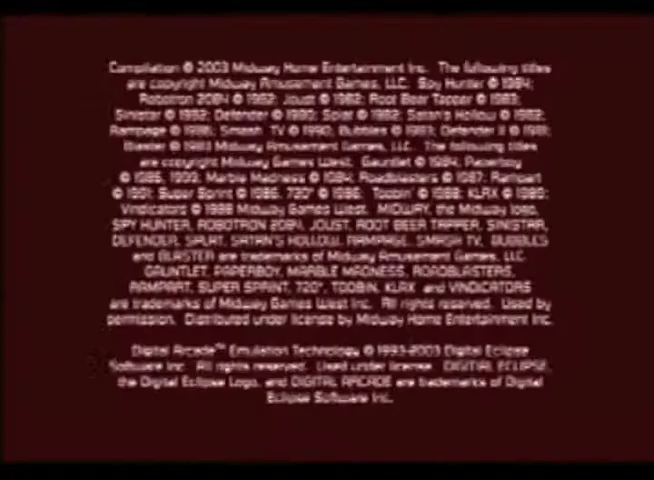 Compilation © 2003 Midway Home Entertainment Inc. The following titles
are copyright Midway Amusement Games, LLC. Spy Hunter © 1984;
Robotron 2084 © 1982; Joust © 1982; Root Beer Tapper © 1983;
Sinistar © 1982; Defender © 1980; Splat © 1982; Satan's Hollow © 1982;
Rampage © 1986; Smash TV © 1990; Bubbles © 1983; Defender II © 1981;
Blaster © 1983 Midway Amusement Games, LLC. The following titles
are copyright Midway Games West. Gauntlet © 1984; Paperboy
© 1985, 1999; Marble Madness © 1984; Roadblasters © 1987; Rampart
© 1991; Super Sprint © 1986, 720° © 1986. Toobin' © 1988; KLAX © 1989;
Vindicators © 1988 Midway Games West. MIDWAY, the Midway logo,
SPY HUNTER, ROBOTRON 2084, JOUST, ROOT BEER TAPPER, SINISTAR,
DEFENDER, SPLAT, SATAN'S HOLLOW, RAMPAGE, SMASH TV, BUBBLES
and BLASTER are trademarks of Midway Amusement Games, LLC.
GAUNTLET, PAPERBOY, MARBLE MADNESS, ROADBLASTERS,
RAMPART, SUPER SPRINT, 720°, TOOBIN, KLAX and VINDICATORS
are trademarks of Midway Games West Inc. All rights reserved. Used by
permission. Distributed under license by Midway Home Entertainment Inc.
Digital Arcade™ Emulation Technology © 1993-2003 Digital Eclipse
Software Inc. All rights reserved. Used under license. DIGITAL ECLIPSE,
the Digital Eclipse Logo, and DIGITAL ARCADE are trademarks of Digital
Eclipse Software Inc.